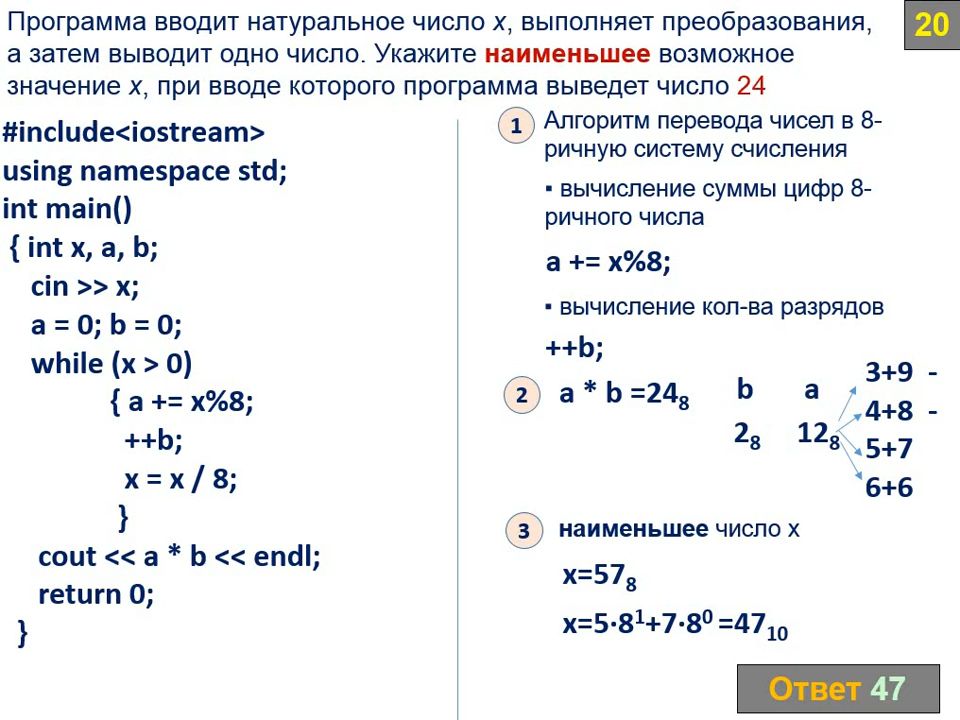 Программа вводит натуральное число x, выполняет преобразования,
а затем выводит одно число. Укажите наименьшее возможное
значение x, при вводе которого программа выведет число 24
20
#include<iostream>
using namespace std;
int main()
{ int x, a, b;
cin >> x;
a = 0; b = 0;
while (x > 0)
{ a += x%8;
++b;
x = x / 8;
}
cout << a * b << endl;
return 0;
}
1 Алгоритм перевода чисел в 8-
ричную систему счисления
▪ вычисление суммы цифр 8-
ричного числа
a += x%8;
▪ вычисление кол-ва разрядов
++b;
2 a * b =24₈
b a
2₈ 12₈
3+9 -
4+8 -
5+7
6+6
3 наименьшее число x
x=57₈
x=5·8¹+7·8⁰ =47₁₀
Ответ 47